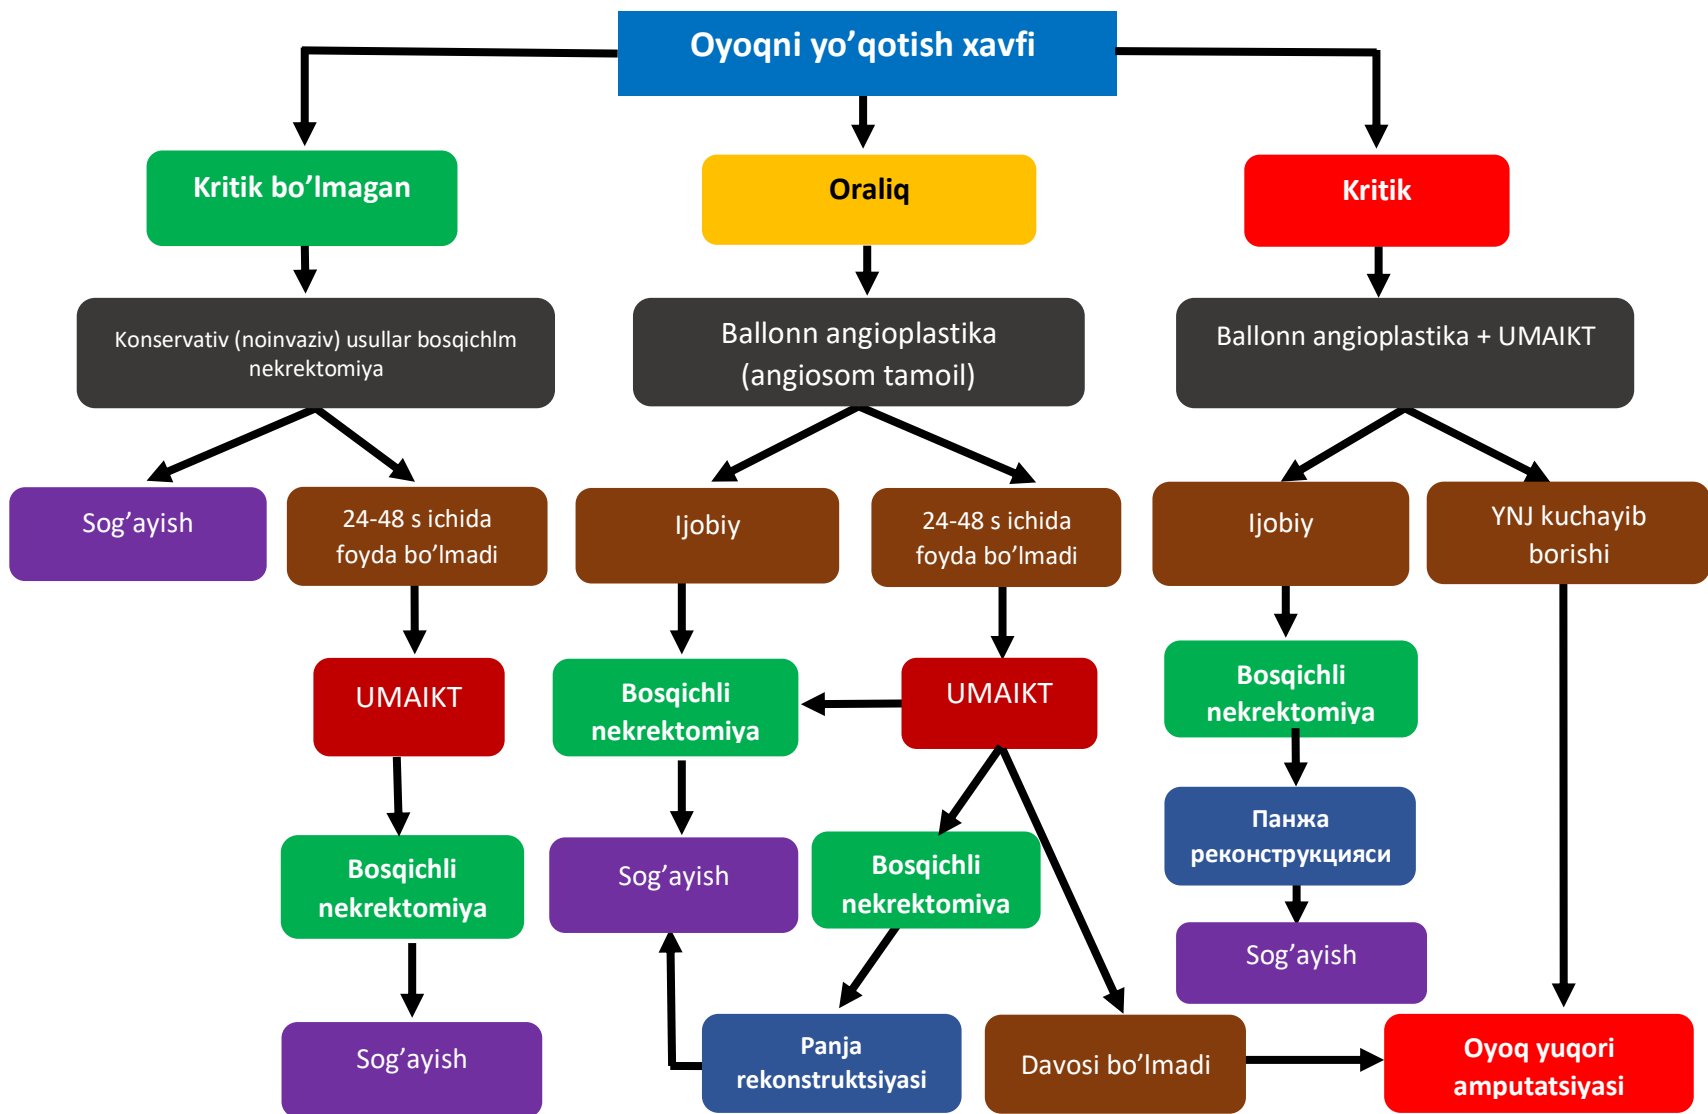 Oyoqni yo’qotish xavfi
Kritik bo’lmagan
Oraliq
Kritik
Konservativ (noinvaziv) usullar bosqichlm
nekrektomiya
Ballonn angioplastika
(angiosom tamoil)
Ballonn angioplastika + UMAIKT
Sog’ayish
24-48 s ichida
foyda bo’lmadi
Ijobiy
24-48 s ichida
foyda bo’lmadi
Ijobiy
YNJ kuchayib
borishi
UMAIKT
Bosqichli
nekrektomiya
UMAIKT
Bosqichli
nekrektomiya
Панжа
реконструкцияси
Bosqichli
nekrektomiya
Sog’ayish
Bosqichli
nekrektomiya
Sog’ayish
Sog’ayish
Panja
rekonstruktsiyasi
Davosi bo’lmadi
Oyoq yuqori
amputatsiyasi